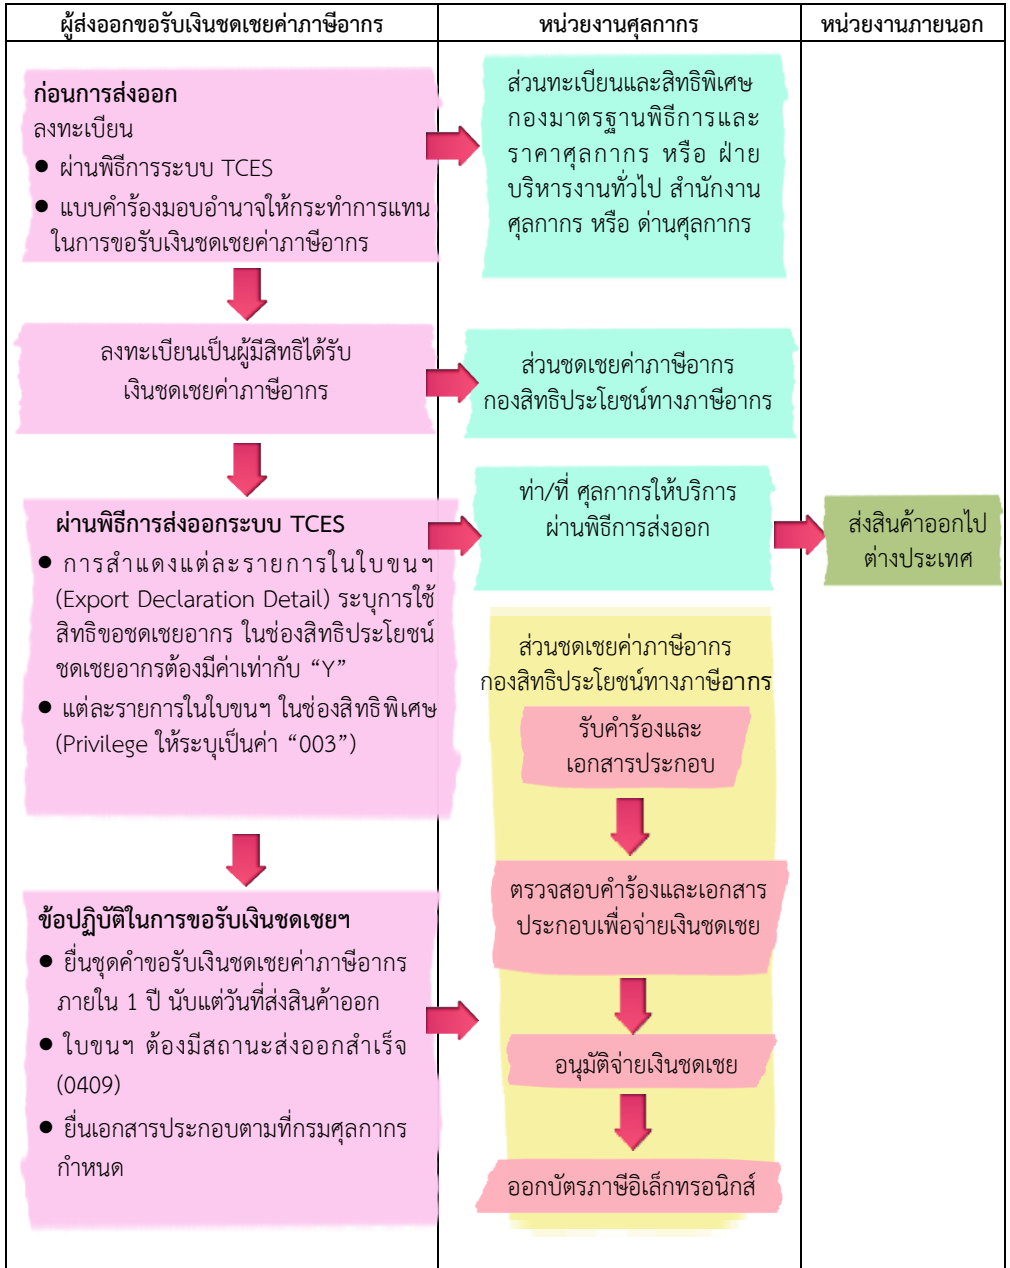 ผู้ส่งออกขอรับเงินชดเชยค่าภาษีอากร
หน่วยงานศุลกากร
หน่วยงานภายนอก
ก่อนการส่งออก
ลงทะเบียน
● ผ่านพิธีการระบบ TCES
● แบบคำร้องมอบอำนาจให้กระทำการแทน
ในการขอรับเงินชดเชยค่าภาษีอากร
ส่วนทะเบียนและสิทธิพิเศษ
กองมาตรฐานพิธีการและ
ราคาศุลกากร หรือ ฝ่าย
บริหารงานทั่วไป สำนักงาน
ศุลกากร หรือ ด่านศุลกากร
ลงทะเบียนเป็นผู้มีสิทธิได้รับ
เงินชดเชยค่าภาษีอากร
ส่วนชดเชยค่าภาษีอากร
กองสิทธิประโยชน์ทางภาษีอากร
ผ่านพิธีการส่งออกระบบ TCES
● การสำแดงแต่ละรายการในใบขนฯ
(Export Declaration Detail) ระบุการใช้
สิทธิขอชดเชยอากร ในช่องสิทธิประโยชน์
ชดเชยอากรต้องมีค่าเท่ากับ “Y”
● แต่ละรายการในใบขนฯ ในช่องสิทธิพิเศษ
(Privilege ให้ระบุเป็นค่า “003”)
ท่า/ที่ ศุลกากรให้บริการ
ผ่านพิธีการส่งออก
ส่งสินค้าออกไป
ต่างประเทศ
ส่วนชดเชยค่าภาษีอากร
กองสิทธิประโยชน์ทางภาษีอากร
รับคำร้องและ
เอกสารประกอบ
ตรวจสอบคำร้องและเอกสาร
ประกอบเพื่อจ่ายเงินชดเชย
อนุมัติจ่ายเงินชดเชย
ออกบัตรภาษีอิเล็กทรอนิกส์
ข้อปฏิบัติในการขอรับเงินชดเชยฯ
● ยื่นชุดคำขอรับเงินชดเชยค่าภาษีอากร
ภายใน 1 ปี นับแต่วันที่ส่งสินค้าออก
● ใบขนฯ ต้องมีสถานะส่งออกสำเร็จ
(0409)
● ยื่นเอกสารประกอบตามที่กรมศุลกากร
กำหนด